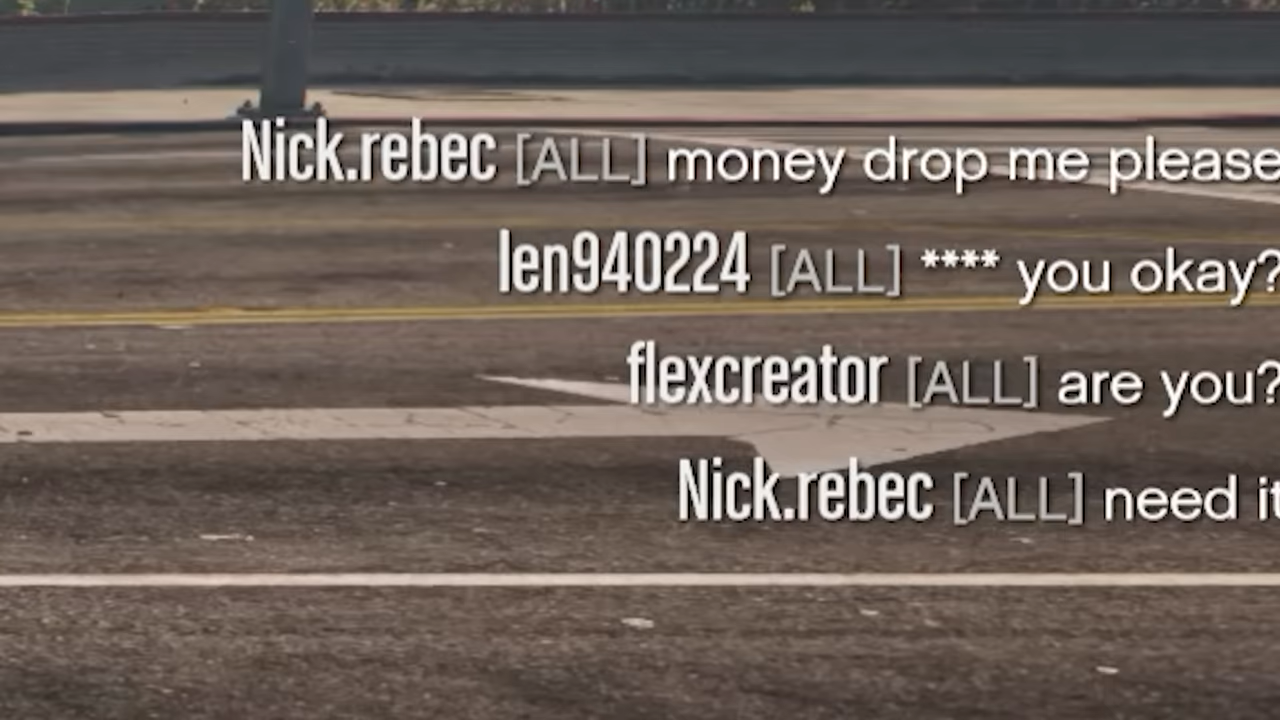 Nick.rebec [ALL] money drop me please
len940224 [ALL] **** you okay?
flexcreator [ALL] are you?
Nick.rebec [ALL] need it